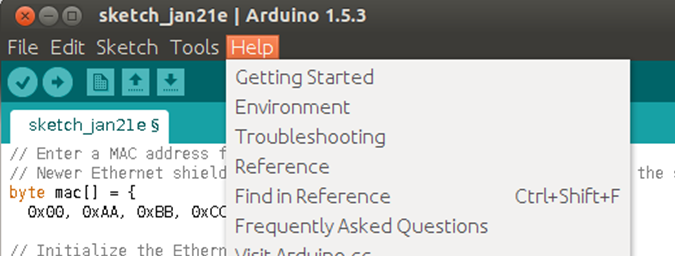 sketch_jan21e | Arduino 1.5.3
File Edit Sketch Tools Help
Getting Started
Environment
Troubleshooting
Reference
Find in Reference Ctrl+Shift+F
Frequently Asked Questions
Visit Arduino.cc
sketch_jan21e §
// Enter a MAC address f
// Newer Ethernet shield the s
byte mac[] = {
0x00, 0xAA, 0xBB, 0xCC
// Initialize the Ethern